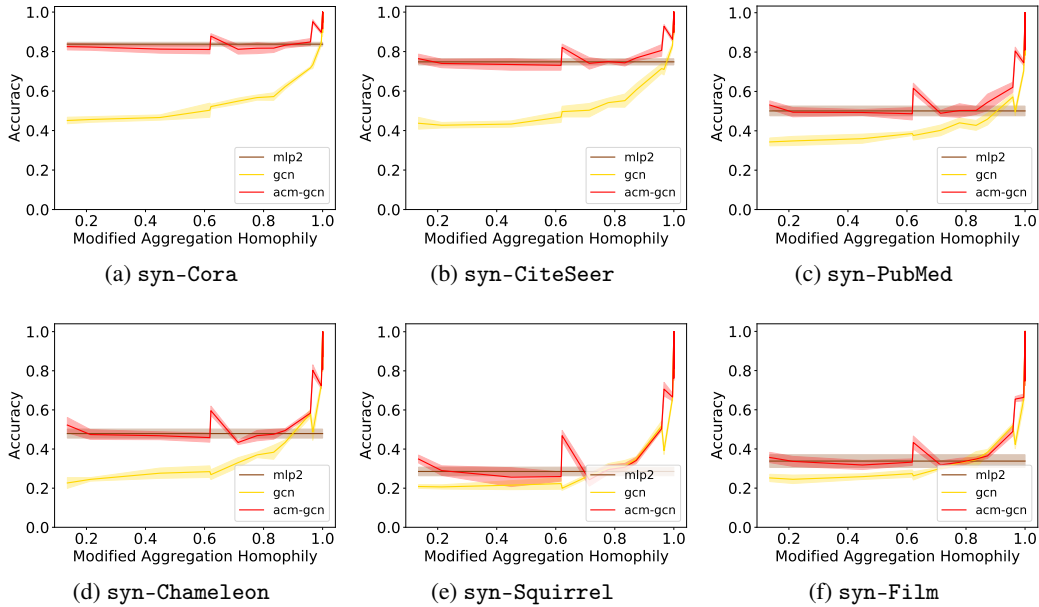 1.0
0.8
0.6
0.4
0.2
0.0
Accuracy
mlp2
gcn
acm-gcn
0.2 0.4 0.6 0.8 1.0
Modified Aggregation Homophily
(a) syn-Cora
1.0
0.8
0.6
0.4
0.2
0.0
Accuracy
mlp2
gcn
acm-gcn
0.2 0.4 0.6 0.8 1.0
Modified Aggregation Homophily
(b) syn-CiteSeer
1.0
0.8
0.6
0.4
0.2
0.0
Accuracy
mlp2
gcn
acm-gcn
0.2 0.4 0.6 0.8 1.0
Modified Aggregation Homophily
(c) syn-PubMed
1.0
0.8
0.6
0.4
0.2
0.0
Accuracy
mlp2
gcn
acm-gcn
0.2 0.4 0.6 0.8 1.0
Modified Aggregation Homophily
(d) syn-Chameleon
1.0
0.8
0.6
0.4
0.2
0.0
Accuracy
mlp2
gcn
acm-gcn
0.2 0.4 0.6 0.8 1.0
Modified Aggregation Homophily
(e) syn-Squirrel
1.0
0.8
0.6
0.4
0.2
0.0
Accuracy
mlp2
gcn
acm-gcn
0.2 0.4 0.6 0.8 1.0
Modified Aggregation Homophily
(f) syn-Film